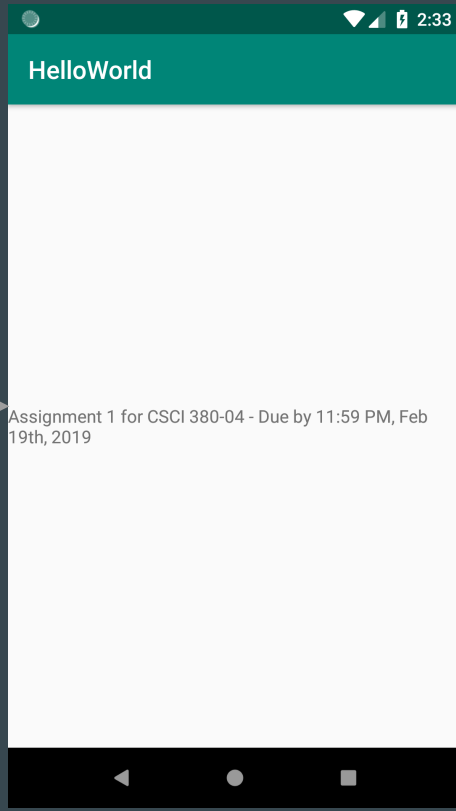 2:33
HelloWorld
Assignment 1 for CSCI 380-04 - Due by 11:59 PM, Feb
19th, 2019